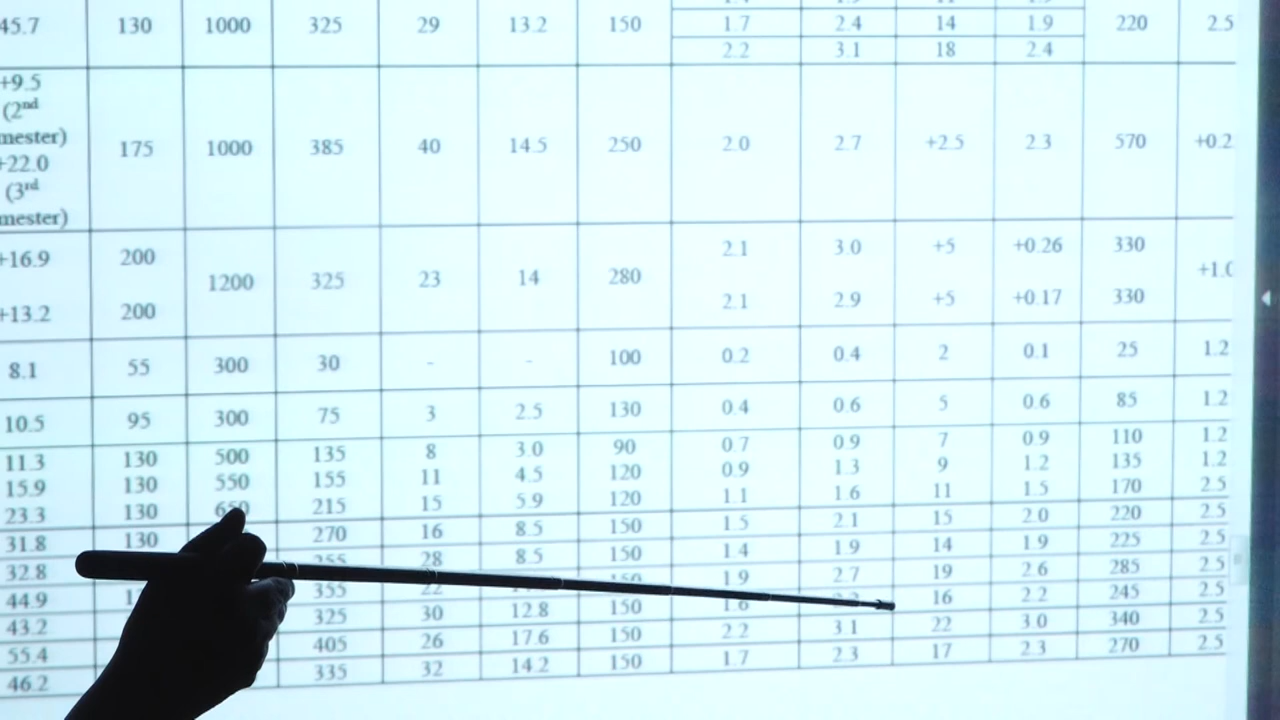 45.7 130 1000 325 29 13.2 150 1.7 2.4 14 1.9 220 2.5
2.2 3.1 18 2.4
+9.5
(2nd
mester)
+22.0
(3rd
mester)
175 1000 385 40 14.5 250 2.0 2.7 +2.5 2.3 570 +0.2
+16.9 200 2.1 3.0 +5 +0.26 330
1200 325 23 14 280 +1.0
+13.2 200 2.1 2.9 +5 +0.17 330
8.1 55 300 30 - - 100 0.2 0.4 2 0.1 25 1.2
10.5 95 300 75 3 2.5 130 0.4 0.6 5 0.6 85 1.2
11.3 130 500 135 8 3.0 90 0.7 0.9 7 0.9 110 1.2
15.9 130 550 155 11 4.5 120 0.9 1.3 9 1.2 135 1.2
23.3 130 650 215 15 5.9 120 1.1 1.6 11 1.5 170 2.5
31.8 130 270 16 8.5 150 1.5 2.1 15 2.0 220 2.5
32.8 255 28 8.5 150 1.4 1.9 14 1.9 225 2.5
44.9 355 22 150 1.9 2.7 19 2.6 285 2.5
43.2 325 30 12.8 150 1.6 16 2.2 245 2.5
55.4 405 26 17.6 150 2.2 3.1 22 3.0 340 2.5
46.2 335 32 14.2 150 1.7 2.3 17 2.3 270 2.5